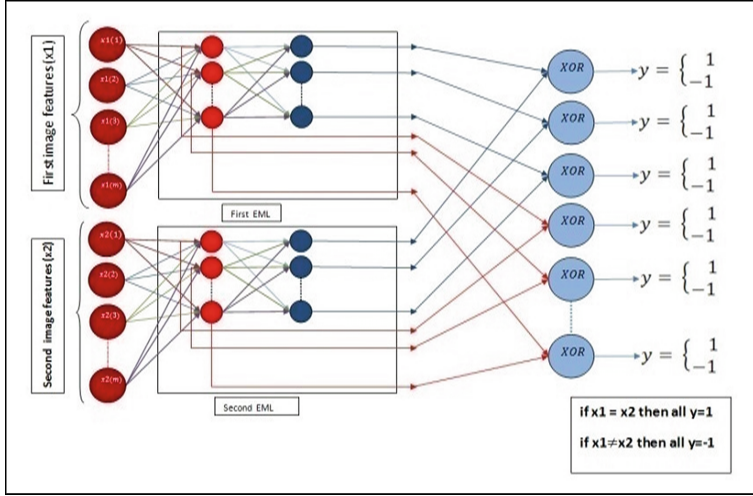 First image features(x1)
x1(1)
x1(2)
x1(3)
x1(m)
First EML
Second image features(x2)
x2(1)
x2(2)
x2(3)
x2(m)
Second EML
XOR
y = { 1
−1
XOR
y = { 1
−1
XOR
y = { 1
−1
XOR
y = { 1
−1
XOR
y = { 1
−1
XOR
y = { 1
−1
if x1 = x2 then all y=1
if x1≠x2 then all y=-1